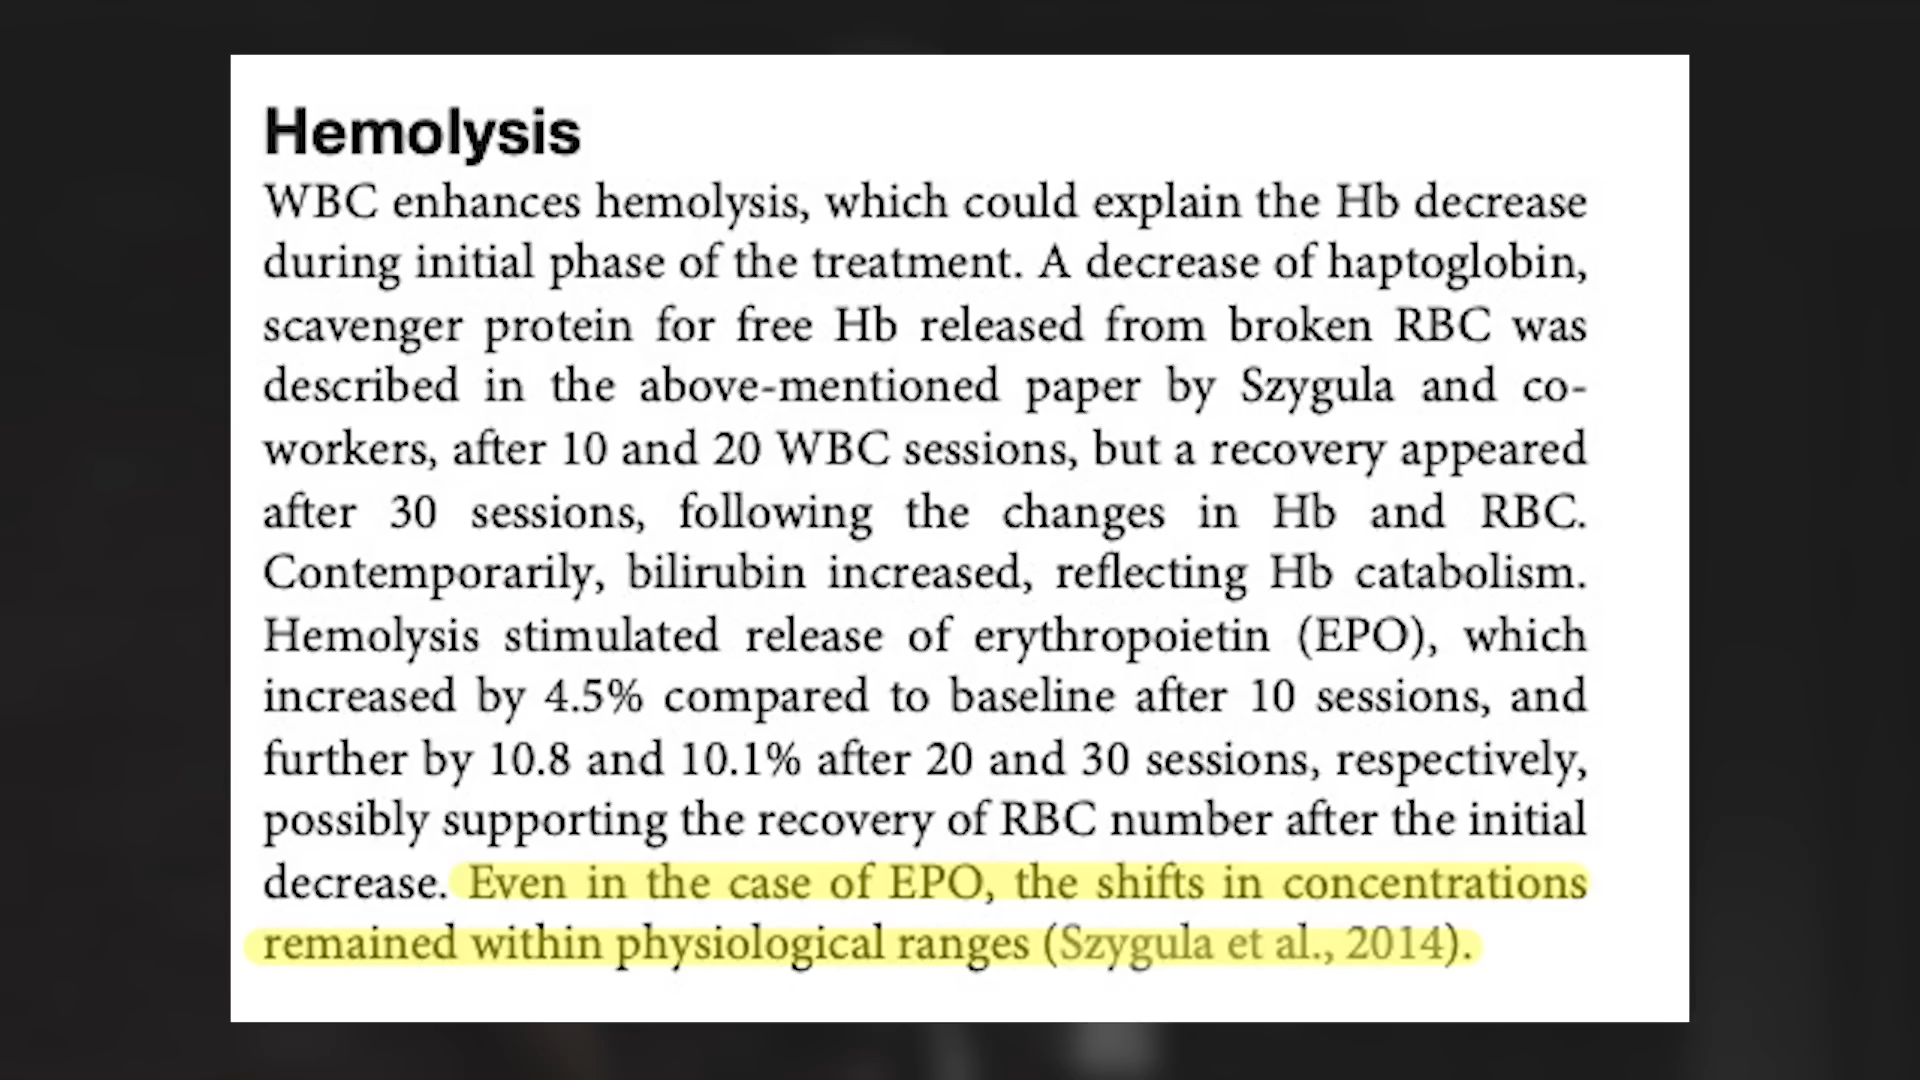 Hemolysis
WBC enhances hemolysis, which could explain the Hb decrease
during initial phase of the treatment. A decrease of haptoglobin,
scavenger protein for free Hb released from broken RBC was
described in the above-mentioned paper by Szygula and co-
workers, after 10 and 20 WBC sessions, but a recovery appeared
after 30 sessions, following the changes in Hb and RBC.
Contemporarily, bilirubin increased, reflecting Hb catabolism.
Hemolysis stimulated release of erythropoietin (EPO), which
increased by 4.5% compared to baseline after 10 sessions, and
further by 10.8 and 10.1% after 20 and 30 sessions, respectively,
possibly supporting the recovery of RBC number after the initial
decrease. Even in the case of EPO, the shifts in concentrations
remained within physiological ranges (Szygula et al., 2014).